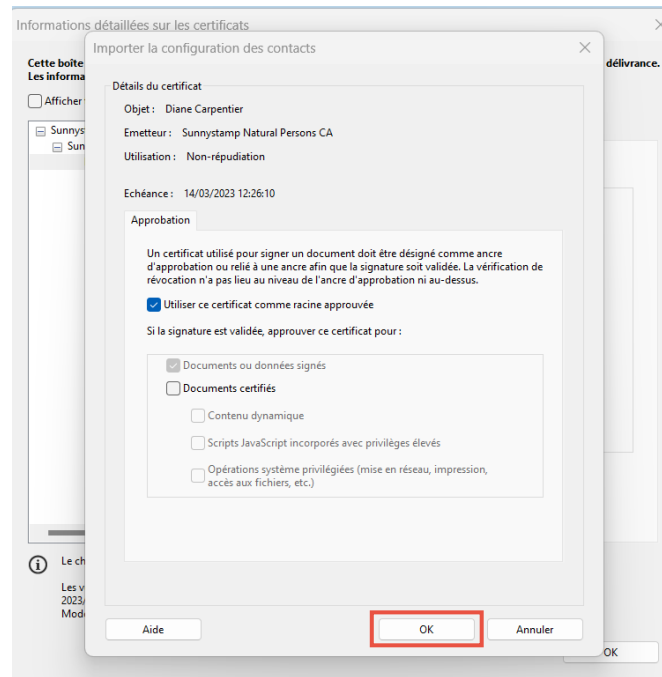 Informations détaillées sur les certificats
Importer la configuration des contacts
Cette boîte
délivrance.
Les informa
Afficher
Sunnys
Sun
Détails du certificat
Objet : Diane Carpentier
Emetteur : Sunnystamp Natural Persons CA
Utilisation : Non-répudiation
Echéance : 14/03/2023 12:26:10
Approbation
Un certificat utilisé pour signer un document doit être désigné comme ancre
d'approbation ou relié à une ancre afin que la signature soit validée. La vérification de
révocation n'a pas lieu au niveau de l'ancre d'approbation ni au-dessus.
Utiliser ce certificat comme racine approuvée
Si la signature est validée, approuver ce certificat pour :
Documents ou données signés
Documents certifiés
Contenu dynamique
Scripts JavaScript incorporés avec privilèges élevés
Opérations système privilégiées (mise en réseau, impression,
accès aux fichiers, etc.)
Le ch
Les v
2023/
Mod
Aide
OK
Annuler
OK